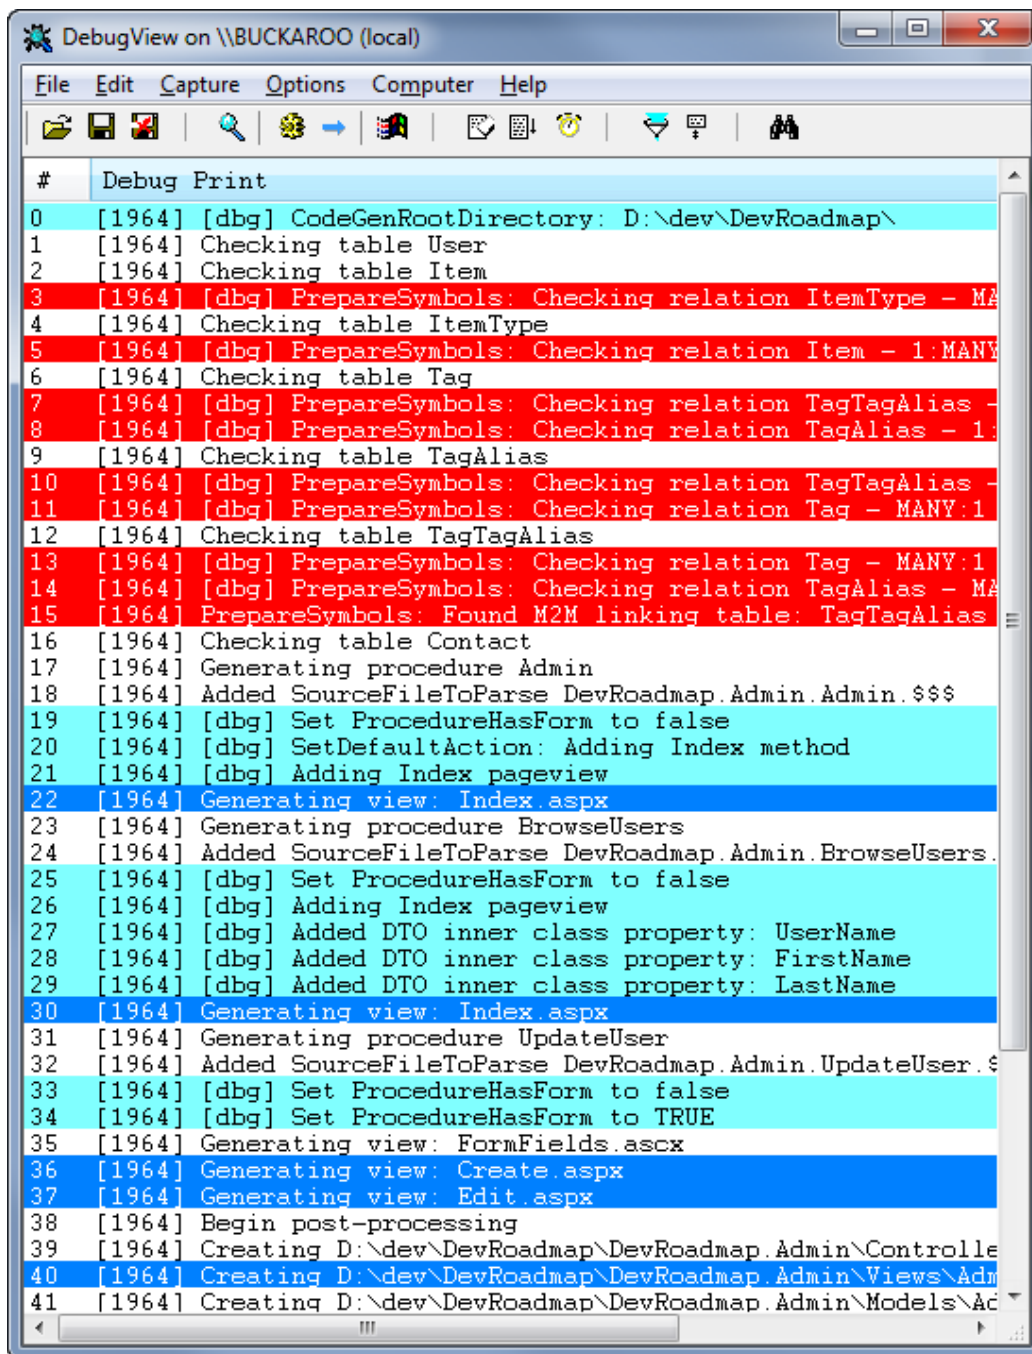 DebugView on \\BUCKAROO (local)
File Edit Capture Options Computer Help
# Debug Print
0 [1964] [dbg] CodeGenRootDirectory: D:\dev\DevRoadmap\
1 [1964] Checking table User
2 [1964] Checking table Item
3 [1964] [dbg] PrepareSymbols: Checking relation ItemType - MA
4 [1964] Checking table ItemType
5 [1964] [dbg] PrepareSymbols: Checking relation Item - 1:MANY
6 [1964] Checking table Tag
7 [1964] [dbg] PrepareSymbols: Checking relation TagTagAlias -
8 [1964] [dbg] PrepareSymbols: Checking relation TagAlias - 1:
9 [1964] Checking table TagAlias
10 [1964] [dbg] PrepareSymbols: Checking relation TagTagAlias -
11 [1964] [dbg] PrepareSymbols: Checking relation Tag - MANY:1
12 [1964] Checking table TagTagAlias
13 [1964] [dbg] PrepareSymbols: Checking relation Tag - MANY:1
14 [1964] [dbg] PrepareSymbols: Checking relation TagAlias - MA
15 [1964] PrepareSymbols: Found M2M linking table: TagTagAlias
16 [1964] Checking table Contact
17 [1964] Generating procedure Admin
18 [1964] Added SourceFileToParse DevRoadmap.Admin.Admin.$$$
19 [1964] [dbg] Set ProcedureHasForm to false
20 [1964] [dbg] SetDefaultAction: Adding Index method
21 [1964] [dbg] Adding Index pageview
22 [1964] Generating view: Index.aspx
23 [1964] Generating procedure BrowseUsers
24 [1964] Added SourceFileToParse DevRoadmap.Admin.BrowseUsers.
25 [1964] [dbg] Set ProcedureHasForm to false
26 [1964] [dbg] Adding Index pageview
27 [1964] [dbg] Added DTO inner class property: UserName
28 [1964] [dbg] Added DTO inner class property: FirstName
29 [1964] [dbg] Added DTO inner class property: LastName
30 [1964] Generating view: Index.aspx
31 [1964] Generating procedure UpdateUser
32 [1964] Added SourceFileToParse DevRoadmap.Admin.UpdateUser.$
33 [1964] [dbg] Set ProcedureHasForm to false
34 [1964] [dbg] Set ProcedureHasForm to TRUE
35 [1964] Generating view: FormFields.ascx
36 [1964] Generating view: Create.aspx
37 [1964] Generating view: Edit.aspx
38 [1964] Begin post-processing
39 [1964] Creating D:\dev\DevRoadmap\DevRoadmap.Admin\Controlle
40 [1964] Creating D:\dev\DevRoadmap\DevRoadmap.Admin\Views\Adm
41 [1964] Creating D:\dev\DevRoadmap\DevRoadmap.Admin\Models\Ad